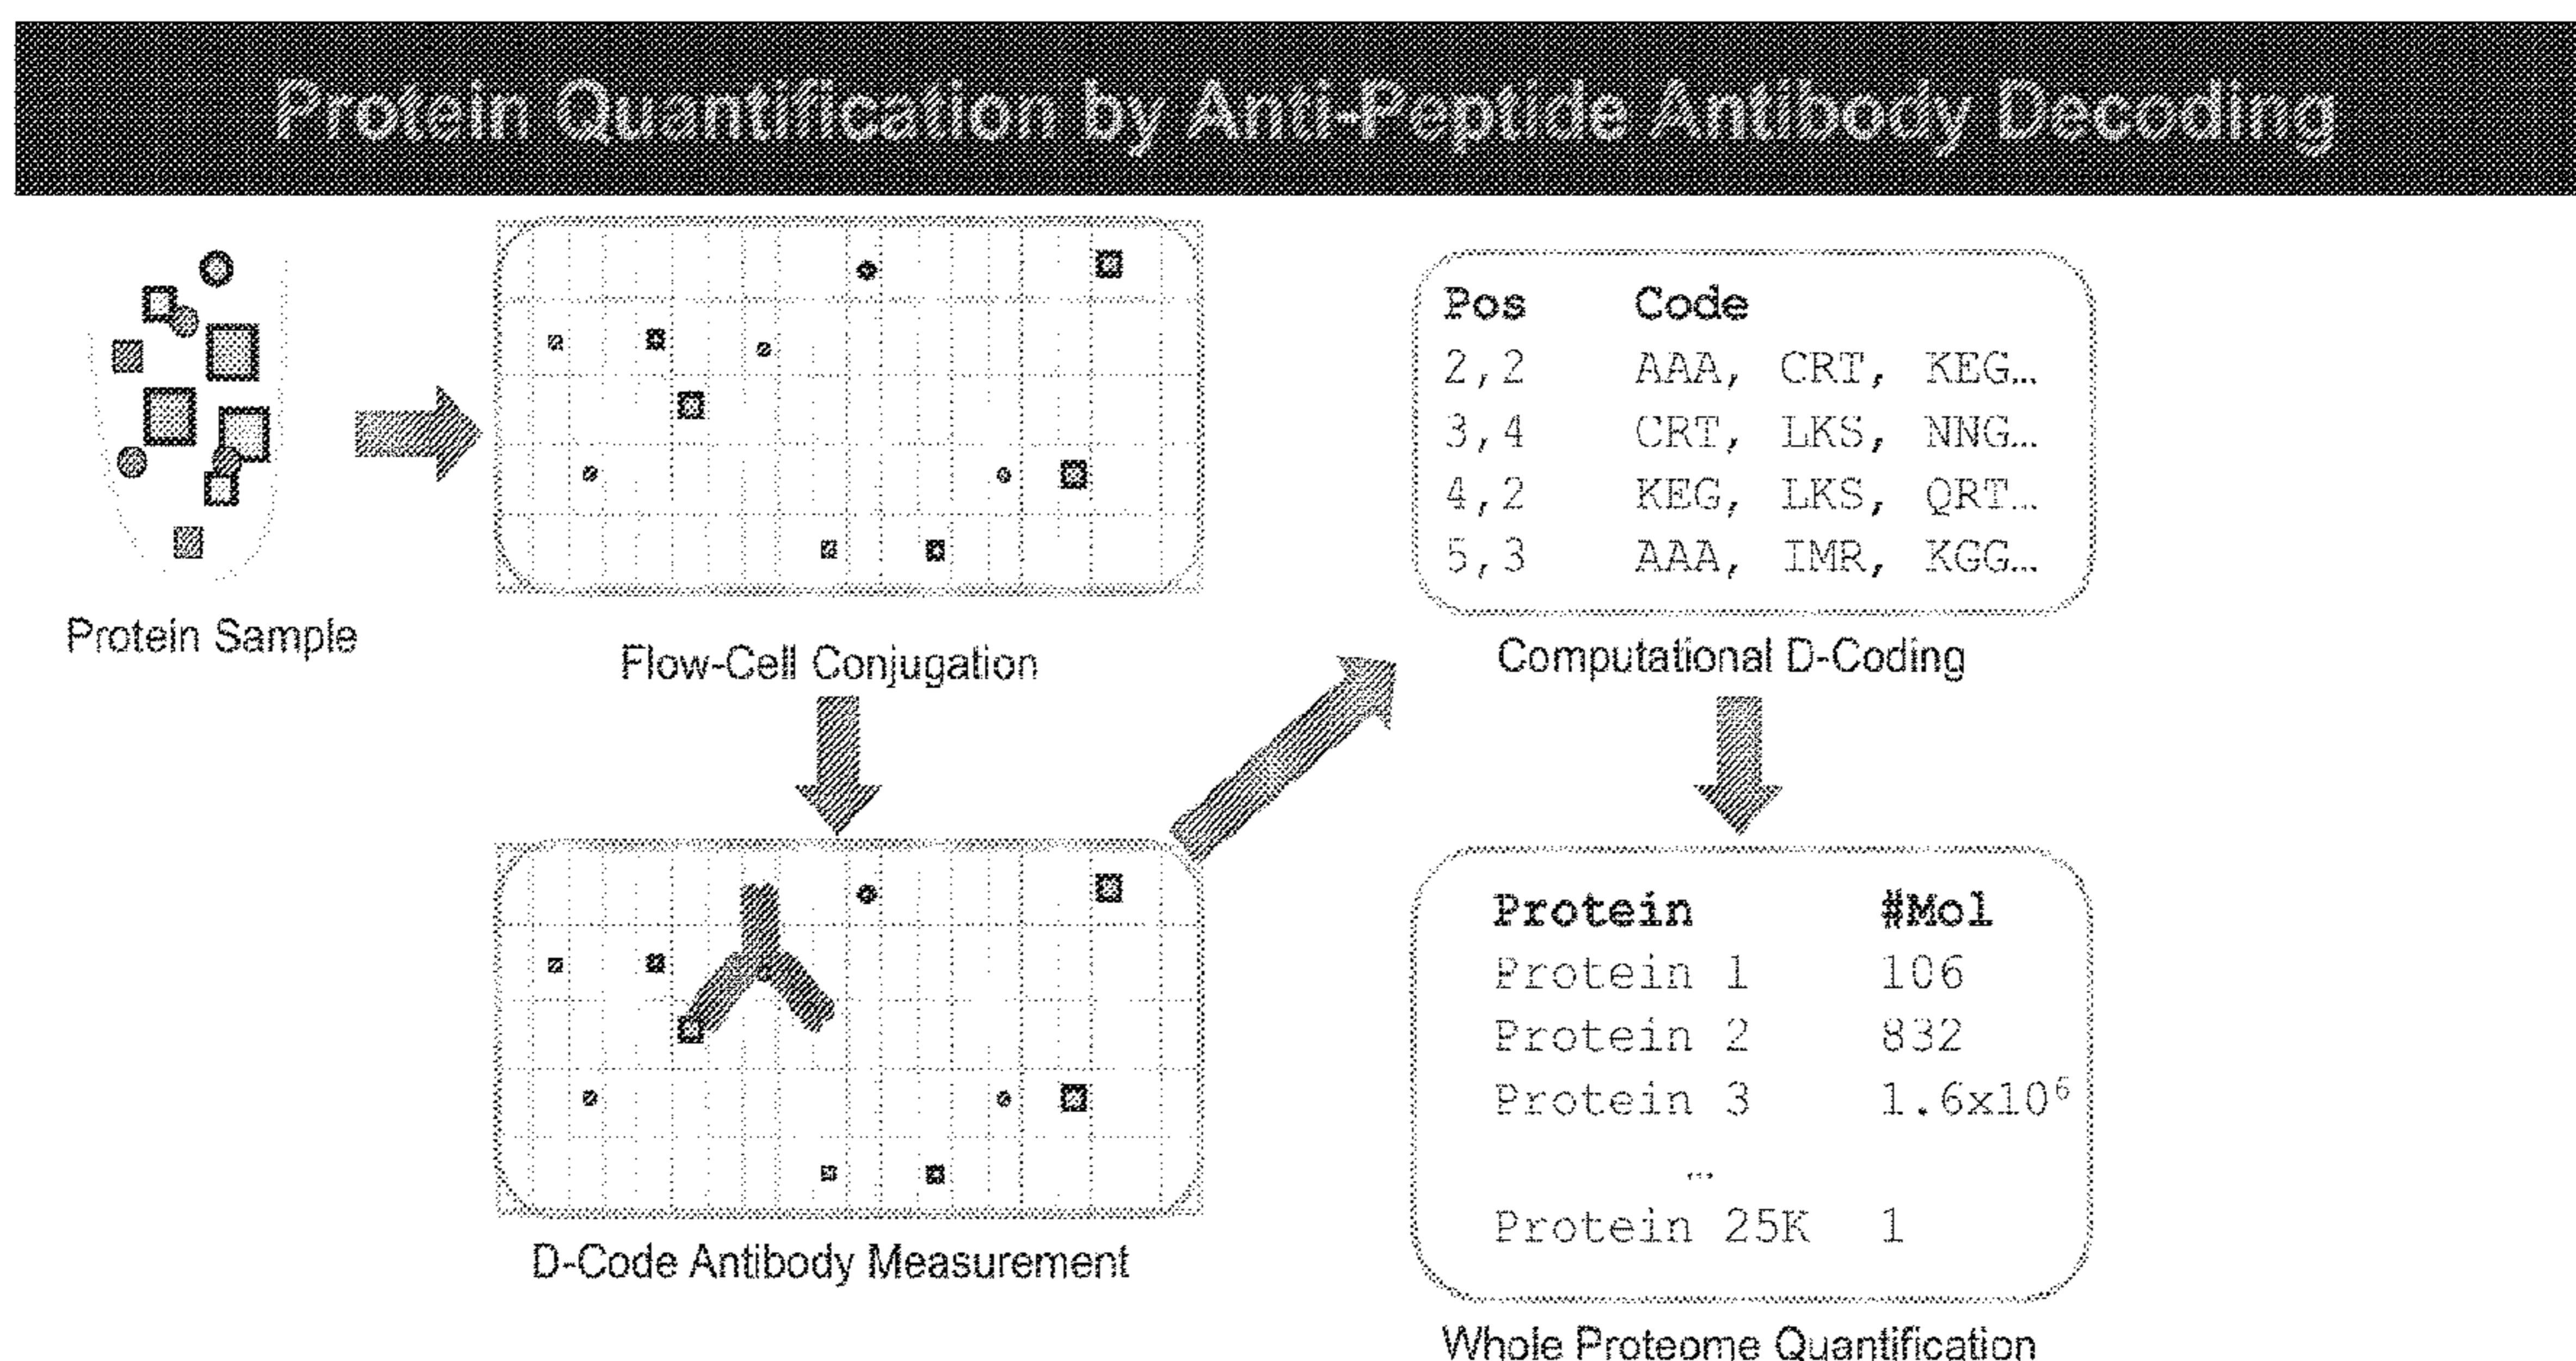 Protein Quantification by Anti-Peptide Antibody Decoding
Protein Sample
Flow-Cell Conjugation
D-Code Antibody Measurement
Pos Code
2,2 AAA, CRT, KEG…
3,4 CRT, LKS, NNG…
4,2 KEG, LKS, QRT…
5,3 AAA, IMR, KGG…
Computational D-Coding
Protein #Mol
Protein 1 106
Protein 2 832
Protein 3 1.6x10⁶
…
Protein 25K 1
Whole Proteome Quantification